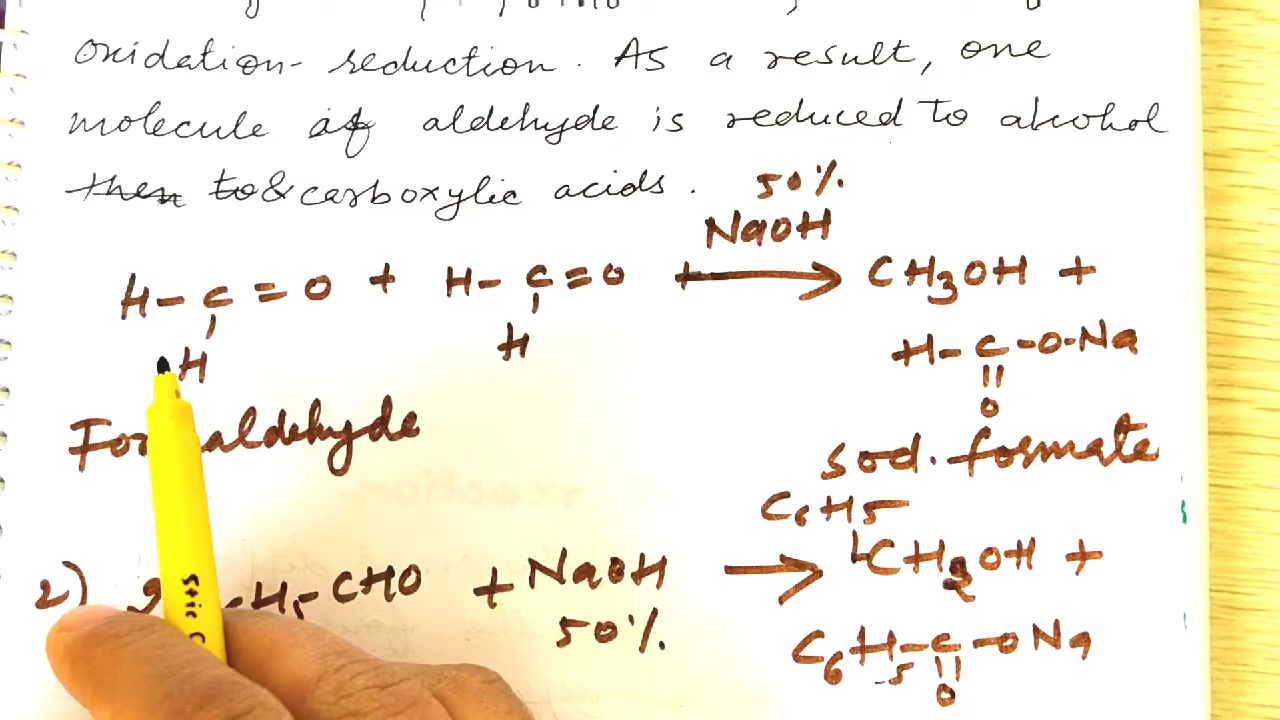 oxidation- reduction. As a result, one
molecule of aldehyde is reduced to alcohol
then to & carboxylic acids.
50%
NaOH
H-C=O + H-C=O → CH3OH +
H H
H-C-O-Na
O
Sod. formate
aldehyde
C6H5
CH2OH +
2) CHO + NaOH →
50%
C6H5-C-ONa
O
Stic